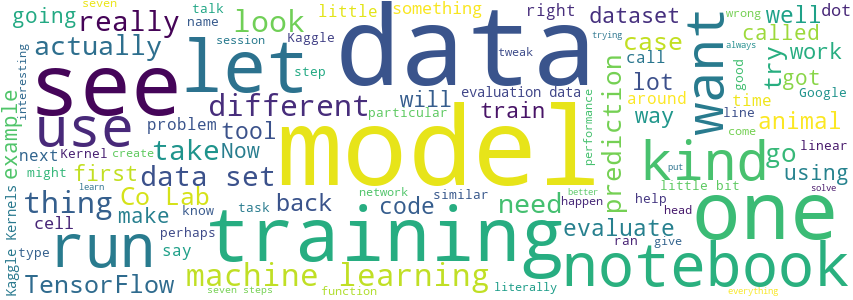 seven
talk
name
going
really
look
little
something
right
dataset
well
dot
wrong
always
actually
session
Kaggle
tweak
trying
case
called
see
let
data
step
want
try
work
interesting
different
will
evaluation data
train
call
lot
got
good
Google
use
problem
tool
particular
performance
prediction
way
around
time
line
animal
come
example
next
Kernel
create
take
Now
model
kind
go
linear
might
first
data set
using
learn
network
similar
better
put
little bit
solve
thing
Co Lab
back
code
need
happen
help
head
one
cell
make
know
task
evaluate
ran
give
run
perhaps
training
notebook
Kaggle Kernels
type
say
TensorFlow
machine learning
literally
seven steps
function
everything